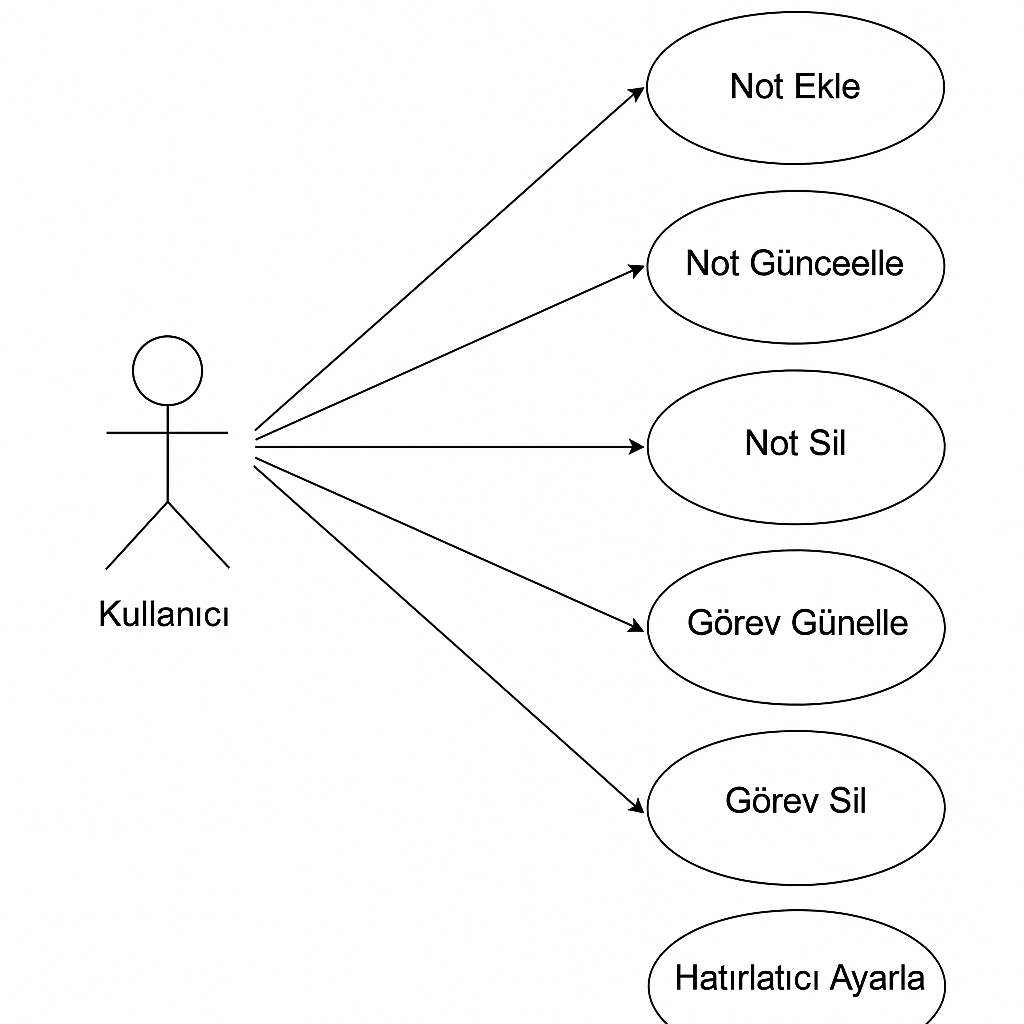 Not Ekle
Not Günceelle
Not Sil
Kullanıcı
Görev Günelle
Görev Sil
Hatırlatıcı Ayarla